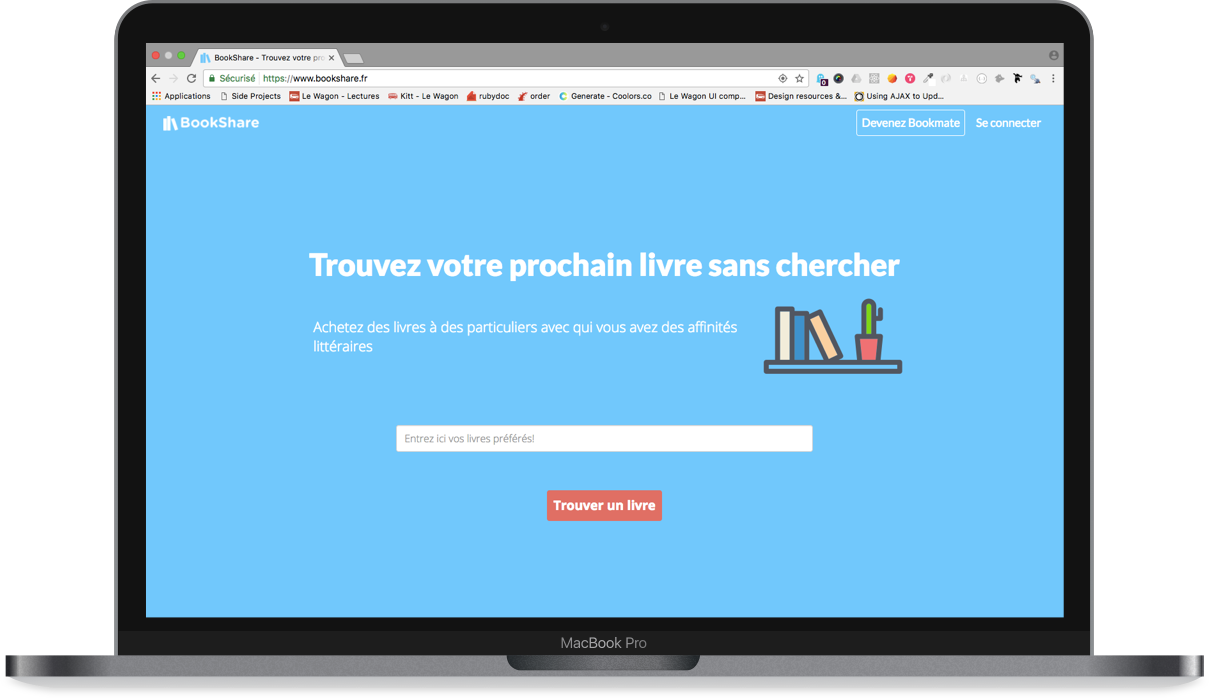 BookShare - Trouvez votre pro
Sécurisé https://www.bookshare.fr
Applications Side Projects Le Wagon - Lectures Kitt - Le Wagon rubydoc order Generate - Coolors.co Le Wagon UI comp... Design resources &... Using AJAX to Upd...
BookShare Devenez Bookmate Se connecter
Trouvez votre prochain livre sans chercher
Achetez des livres à des particuliers avec qui vous avez des affinités
littéraires
Entrez ici vos livres préférés!
Trouver un livre
MacBook Pro